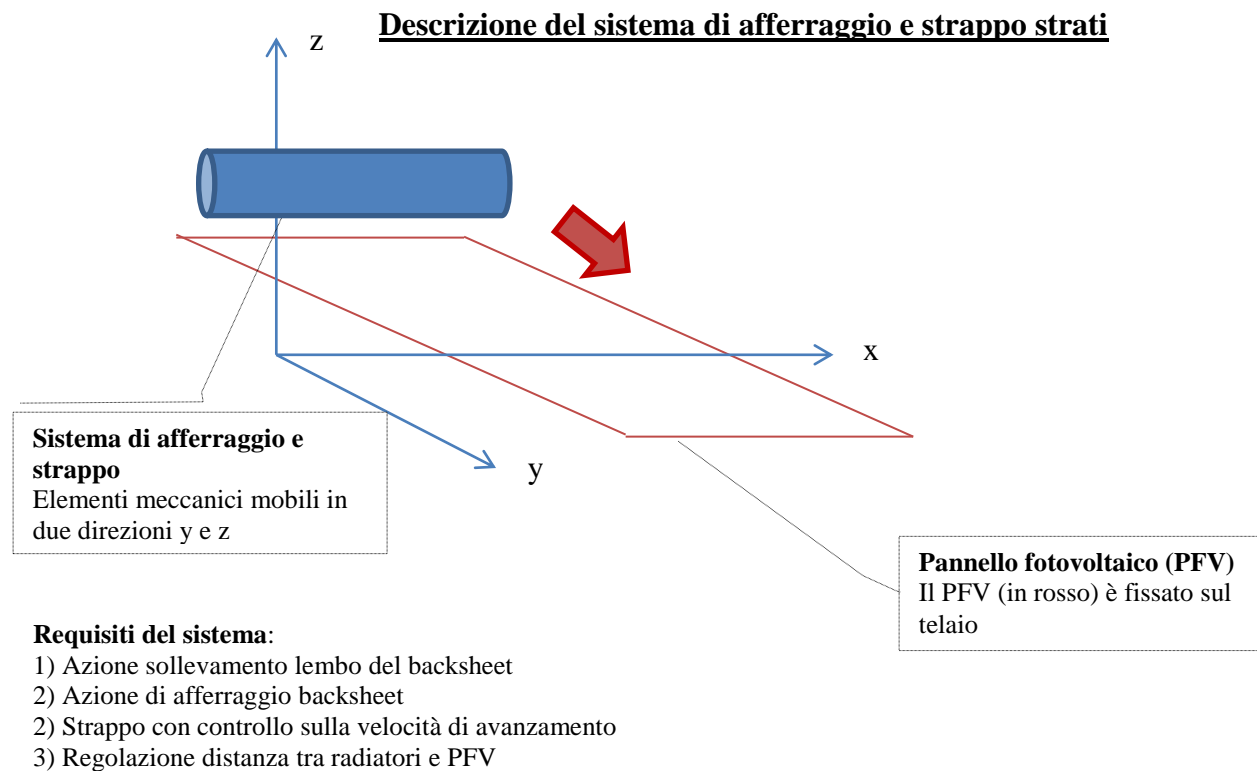 Descrizione del sistema di afferraggio e strappo strati
z
x
y
Sistema di afferraggio e
strappo
Elementi meccanici mobili in
due direzioni y e z
Pannello fotovoltaico (PFV)
Il PFV (in rosso) è fissato sul
telaio
Requisiti del sistema:
1) Azione sollevamento lembo del backsheet
2) Azione di afferraggio backsheet
2) Strappo con controllo sulla velocità di avanzamento
3) Regolazione distanza tra radiatori e PFV